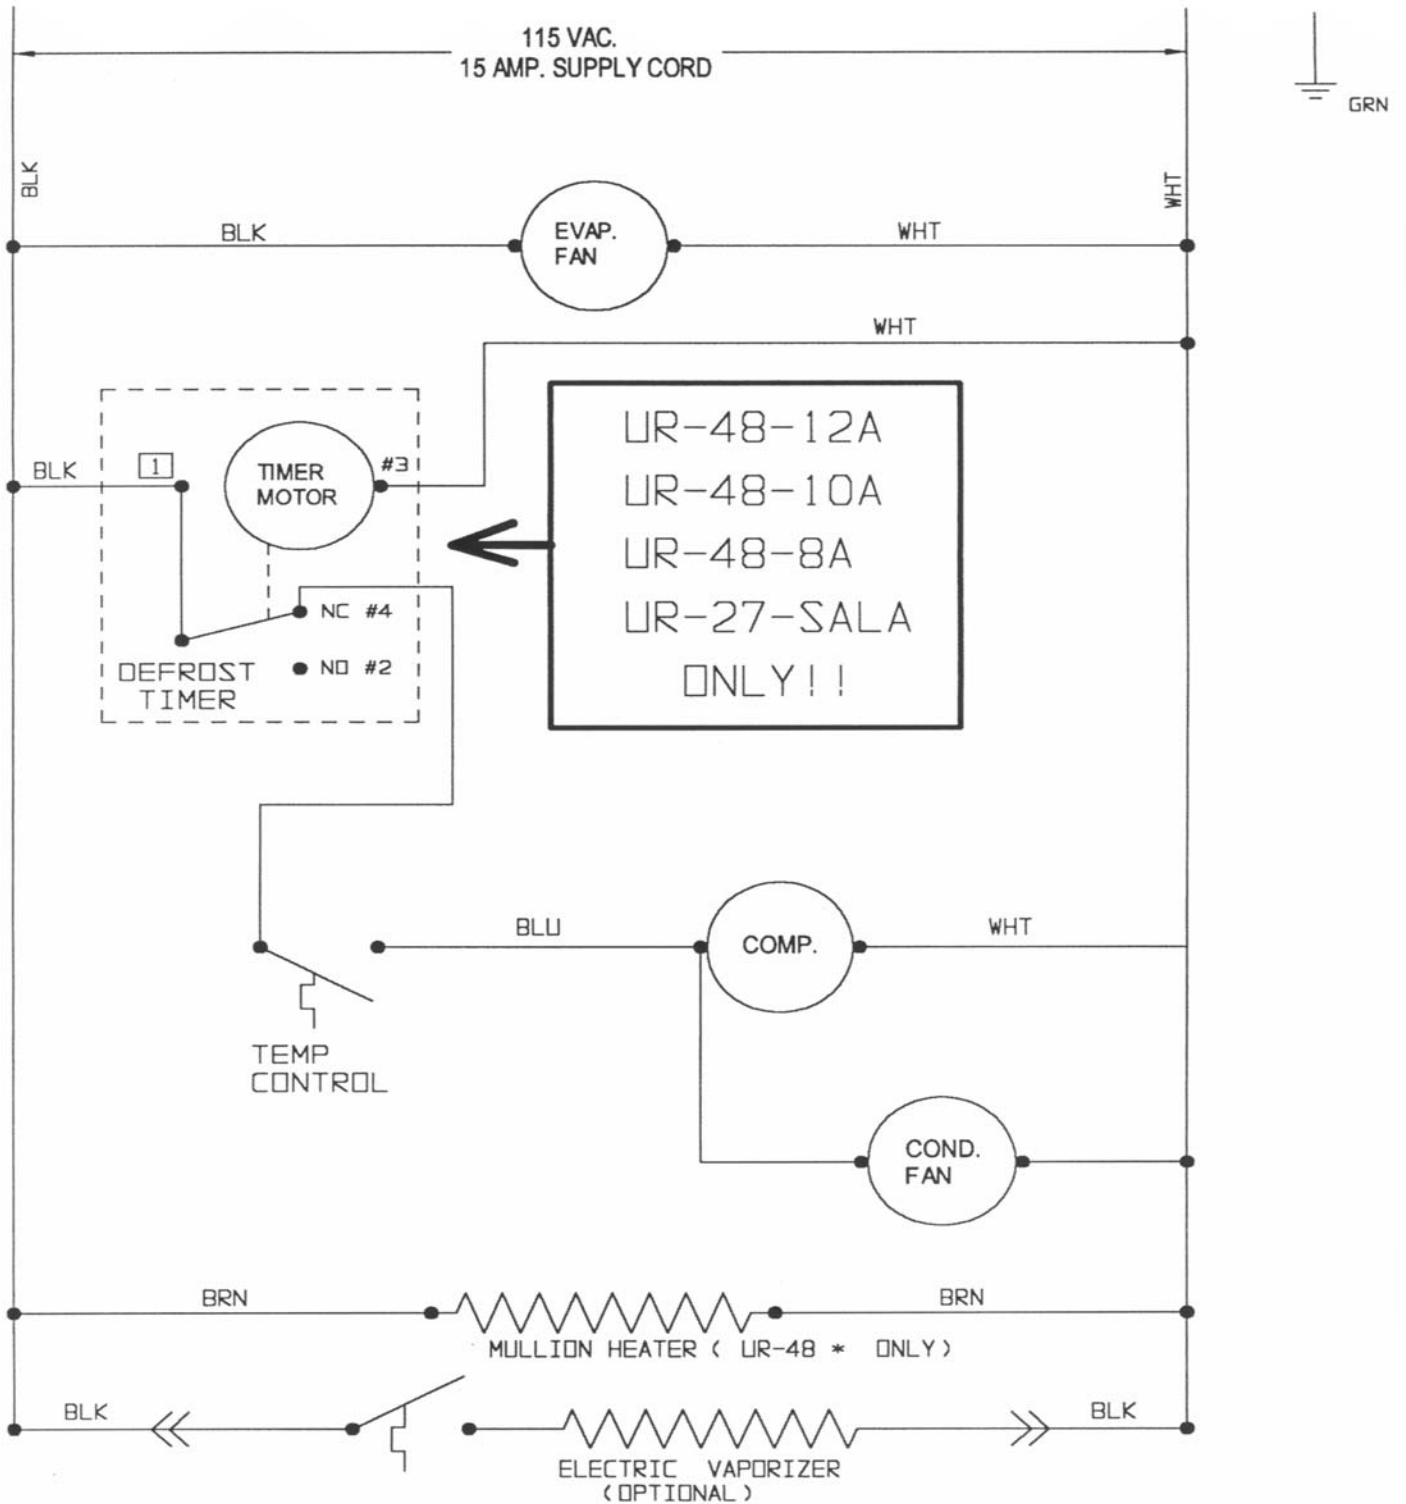 115 VAC.
15 AMP. SUPPLY CORD
GRN
BLK
WHT
BLK
EVAP.
FAN
WHT
WHT
BLK
1
TIMER
MOTOR
#3
UR-48-12A
UR-48-10A
UR-48-8A
UR-27-SALA
ONLY!!
NC #4
NO #2
DEFROST
TIMER
BLU
COMP.
WHT
TEMP
CONTROL
COND.
FAN
BRN
BRN
MULLION HEATER ( UR-48 * ONLY )
BLK
BLK
ELECTRIC VAPORIZER
( OPTIONAL )